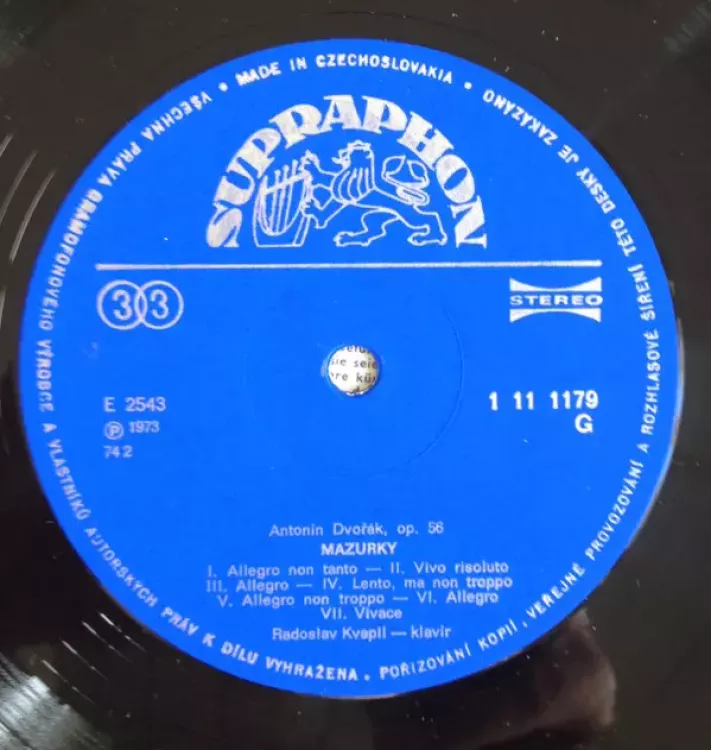 VŠECHNA PRÁVA GRAMOFONOVÉHO VÝROBCE A VLASTNÍKŮ AUTORSKÝCH PRÁV K DÍLU VYHRAŽENA • POŘIZOVÁNÍ KOPIÍ, VEŘEJNÉ PROVOZOVÁNÍ A ROZHLASOVÉ ŠÍŘENÍ TÉTO DESKY JE ZAKÁZÁNO •
MADE IN CZECHOSLOVAKIA •
SUPRAPHON
33
STEREO
E 2543
Ⓟ 1973
74 2
1 11 1179
G
Antonín Dvořák, op. 56
MAZURKY
I. Allegro non tanto — II. Vivo risoluto
III. Allegro — IV. Lento, ma non troppo
V. Allegro non troppo — VI. Allegro
VII. Vivace
Radoslav Kvapil — klavír